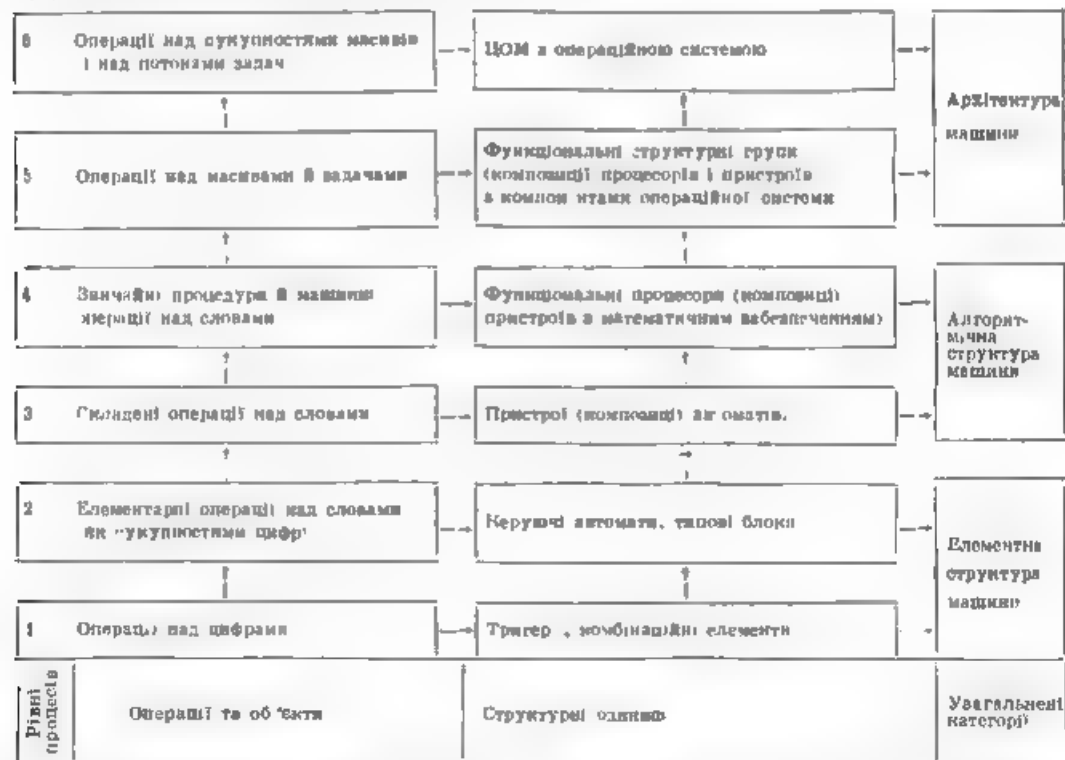 6 Операції над сукупностями масивів
і над потоками задач
ЦОМ з операційною системою
Архітектура
машини
5 Операції над масивами й задачами
Функціональні структурні групи
(композиції процесорів і пристроїв
з компонентами операційної системи
4 Звичайні процедури й машинні
операції над словами
Функціональні процесори (композиції
пристроїв з математичним забезпеченням)
Алгорит-
мічна
структура
машини
3 Складені операції над словами
Пристрої (композиції автоматів)
2 Елементарні операції над словами
як сукупностями цифр
Керуючі автомати, типові блоки
Елементна
структура
машини
1 Операції над цифрами
Тригери, комбінаційні елементи
Рівні
процесів
Операції та об'єкти
Структурні одиниці
Узагальнені
категорії